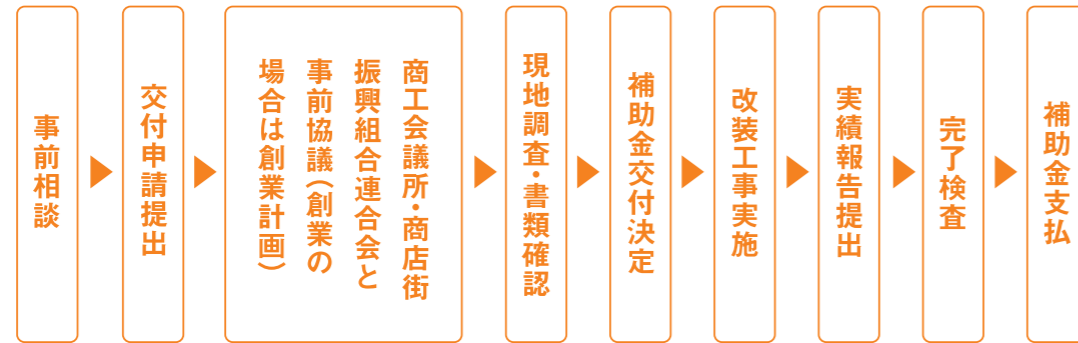 事前相談
交付申請提出
商工会議所・商店街
振興組合連合会と
事前協議（創業の
場合は創業計画）
現地調査・書類確認
補助金交付決定
改装工事実施
実績報告提出
完了検査
補助金支払